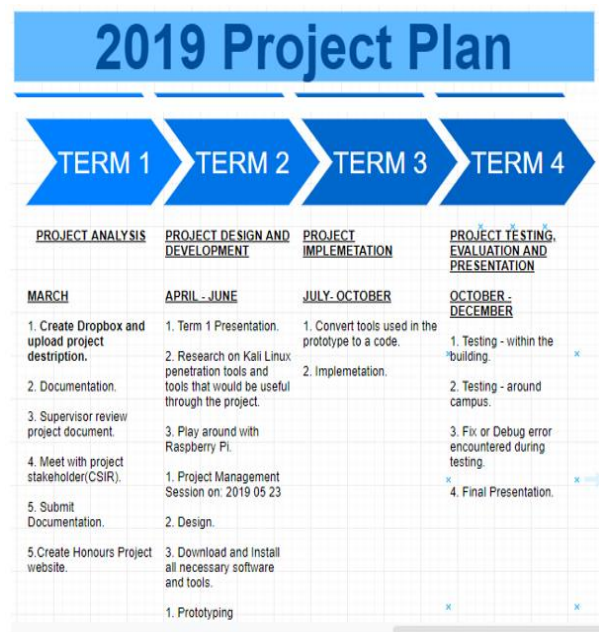 2019 Project Plan
TERM 1
TERM 2
TERM 3
TERM 4
PROJECT ANALYSIS
MARCH
1. Create Dropbox and
upload project
destription.
2. Documentation.
3. Supervisor review
project document.
4. Meet with project
stakeholder(CSIR).
5. Submit
Documentation.
5.Create Honours Project
website.
PROJECT DESIGN AND
DEVELOPMENT
APRIL - JUNE
1. Term 1 Presentation.
2. Research on Kali Linux
penetration tools and
tools that would be useful
through the project.
3. Play around with
Raspberry Pi.
1. Project Management
Session on: 2019 05 23
2. Design.
3. Download and Install
all necessary software
and tools.
1. Prototyping
PROJECT
IMPLEMETATION
JULY- OCTOBER
1. Convert tools used in the
prototype to a code.
2. Implemetation.
PROJECT TESTING,
EVALUATION AND
PRESENTATION
OCTOBER -
DECEMBER
1. Testing - within the
building.
2. Testing - around
campus.
3. Fix or Debug error
encountered during
testing.
4. Final Presentation.